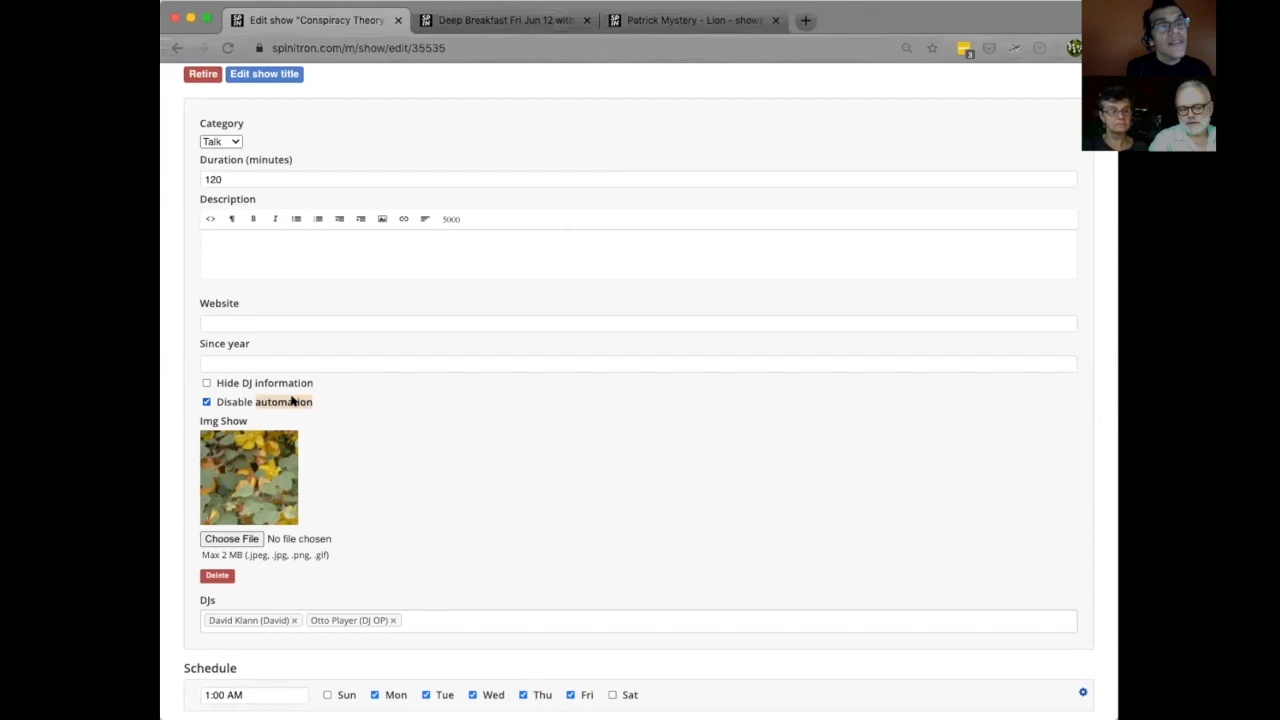 Edit show "Conspiracy Theory
Deep Breakfast Fri Jun 12 with
Patrick Mystery - Lion – shows
spinitron.com/m/show/edit/35535
3
Retire
Edit show title
Category
Talk
Duration (minutes)
120
Description
<> ¶ B I 5000
Website
Since year
Hide DJ information
Disable automation
Img Show
Choose File No file chosen
Max 2 MB (.jpeg, .jpg, .png, .gif)
Delete
DJs
David Klann (David) × Otto Player (DJ OP) ×
Schedule
1:00 AM Sun Mon Tue Wed Thu Fri Sat